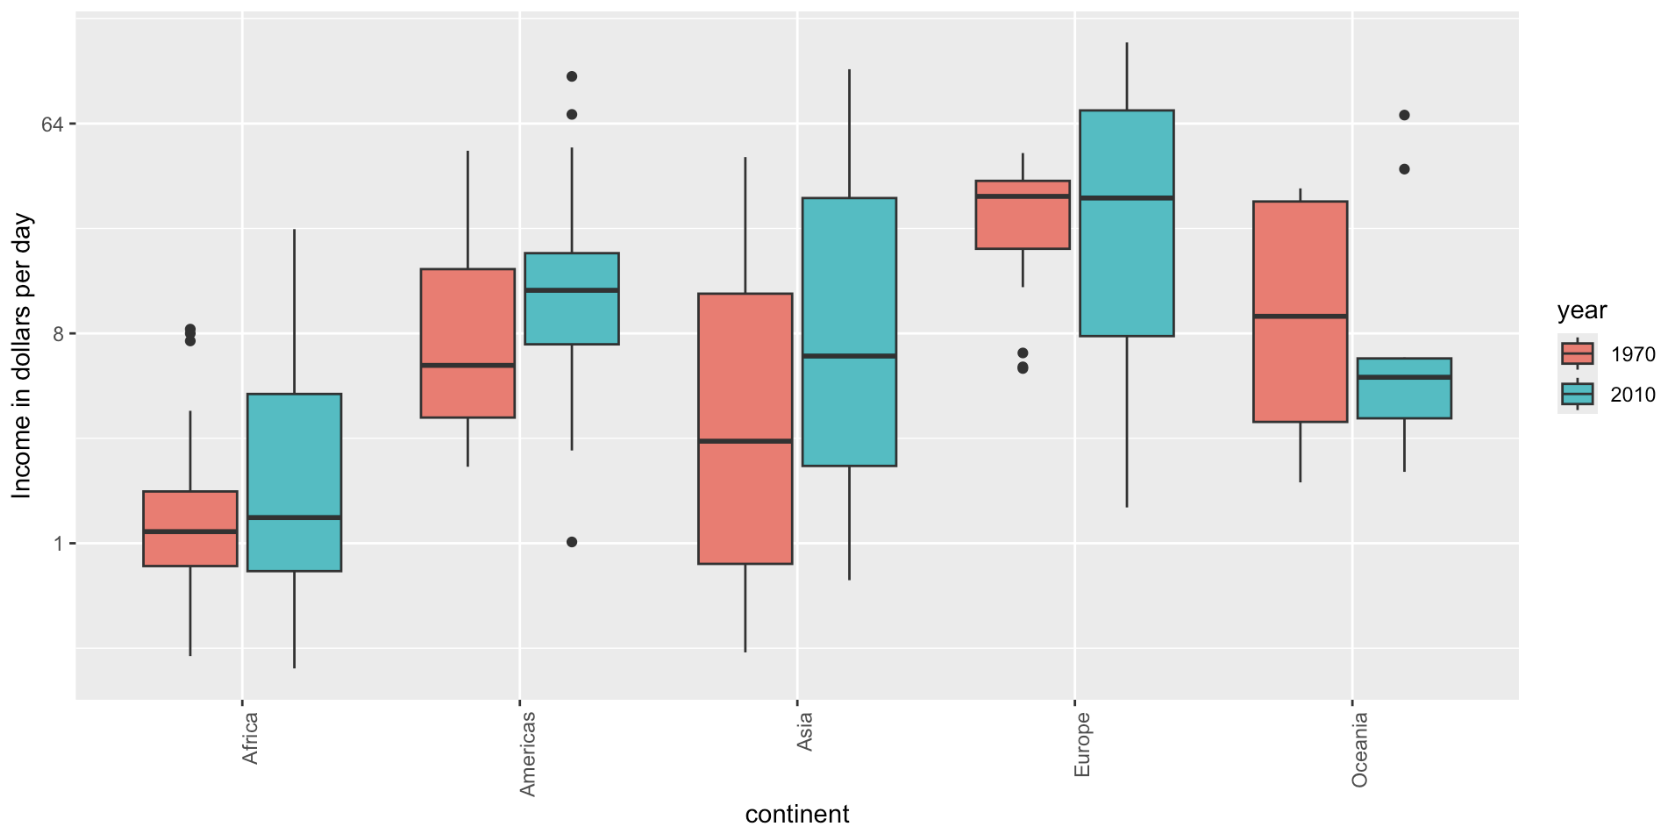 Income in dollars per day
64
8
1
Africa
Americas
Asia
Europe
Oceania
continent
year
1970
2010